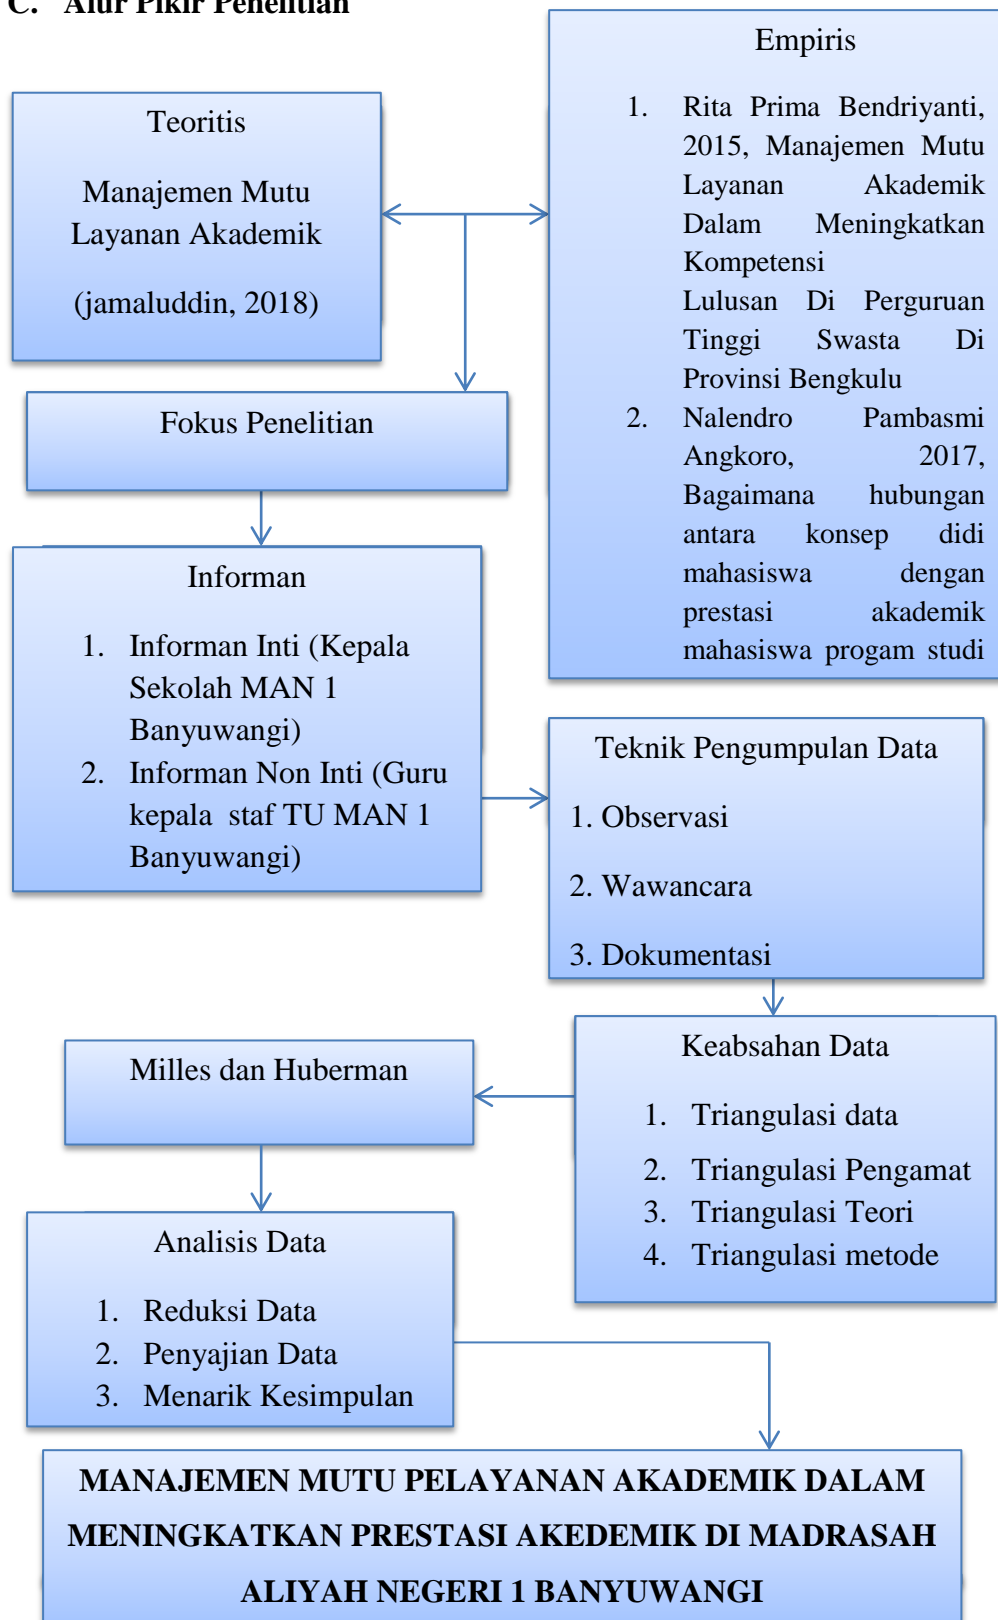 C. Alur Pikir Penelitian
Empiris
1. Rita Prima Bendriyanti,
2015, Manajemen Mutu
Layanan Akademik
Dalam Meningkatkan
Kompetensi
Lulusan Di Perguruan
Tinggi Swasta Di
Provinsi Bengkulu
2. Nalendro Pambasmi
Angkoro, 2017,
Bagaimana hubungan
antara konsep didi
mahasiswa dengan
prestasi akademik
mahasiswa progam studi
Teoritis
Manajemen Mutu
Layanan Akademik
(jamaluddin, 2018)
Fokus Penelitian
Informan
1. Informan Inti (Kepala
Sekolah MAN 1
Banyuwangi)
2. Informan Non Inti (Guru
kepala staf TU MAN 1
Banyuwangi)
Teknik Pengumpulan Data
1. Observasi
2. Wawancara
3. Dokumentasi
Keabsahan Data
1. Triangulasi data
2. Triangulasi Pengamat
3. Triangulasi Teori
4. Triangulasi metode
Milles dan Huberman
Analisis Data
1. Reduksi Data
2. Penyajian Data
3. Menarik Kesimpulan
MANAJEMEN MUTU PELAYANAN AKADEMIK DALAM
MENINGKATKAN PRESTASI AKEDEMIK DI MADRASAH
ALIYAH NEGERI 1 BANYUWANGI